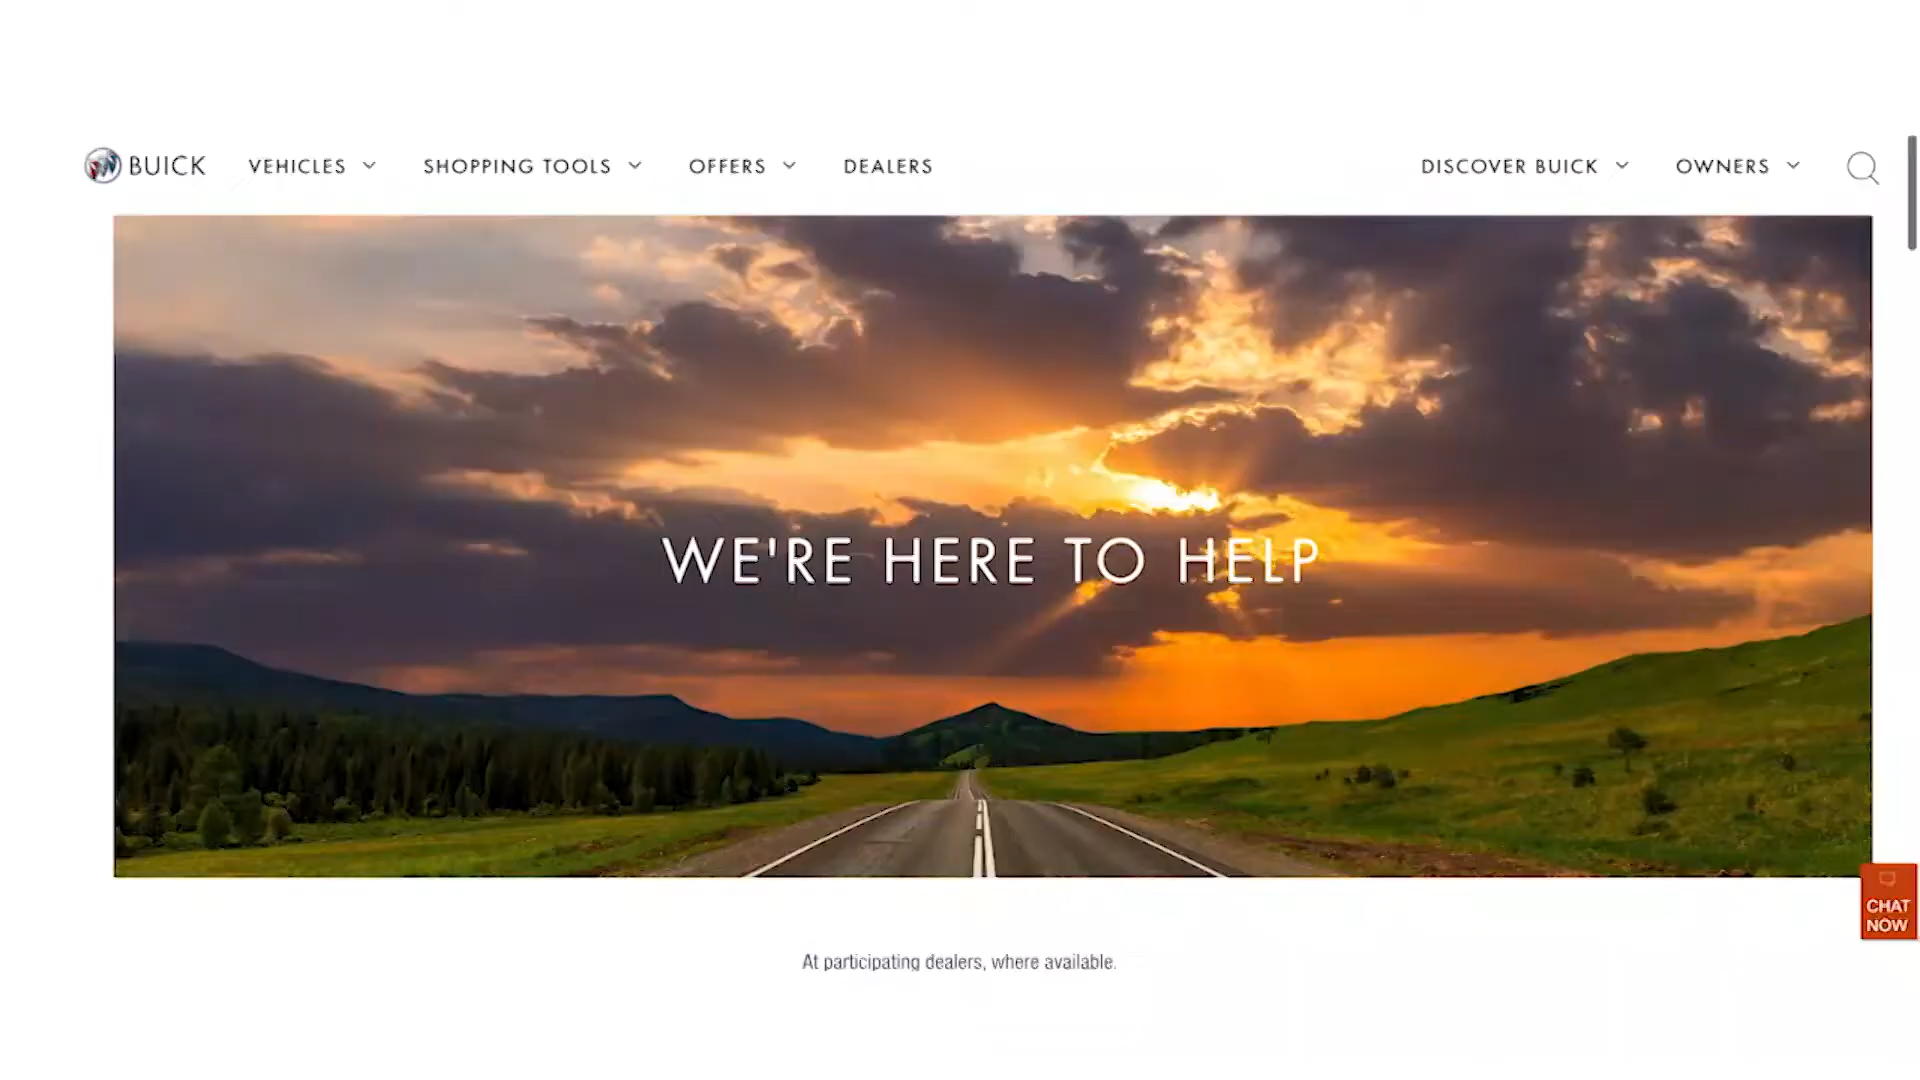 BUICK VEHICLES SHOPPING TOOLS OFFERS DEALERS DISCOVER BUICK OWNERS
WE'RE HERE TO HELP
CHAT
NOW
At participating dealers, where available.